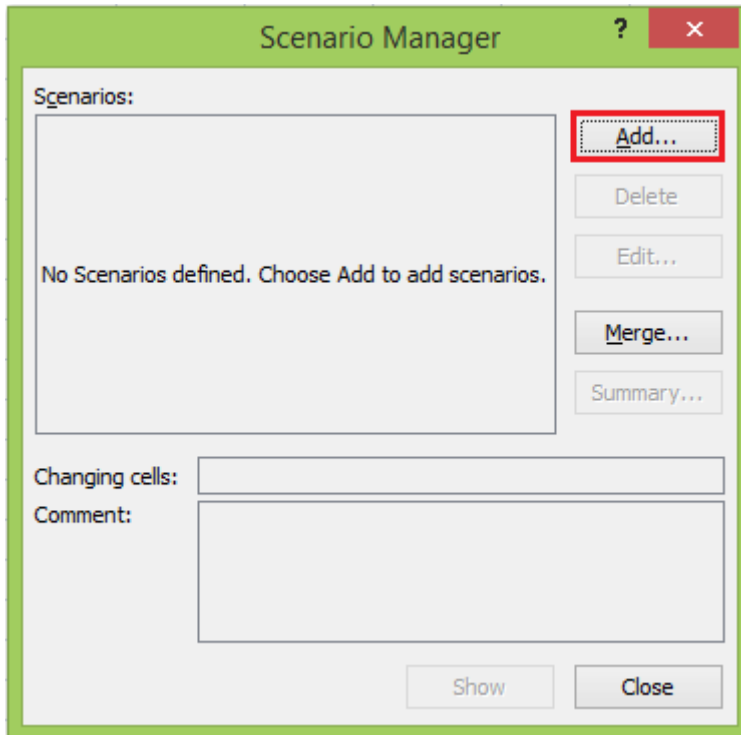 Scenario Manager
?
Scenarios:
Add...
Delete
No Scenarios defined. Choose Add to add scenarios.
Edit...
Merge...
Summary...
Changing cells:
Comment:
Show
Close